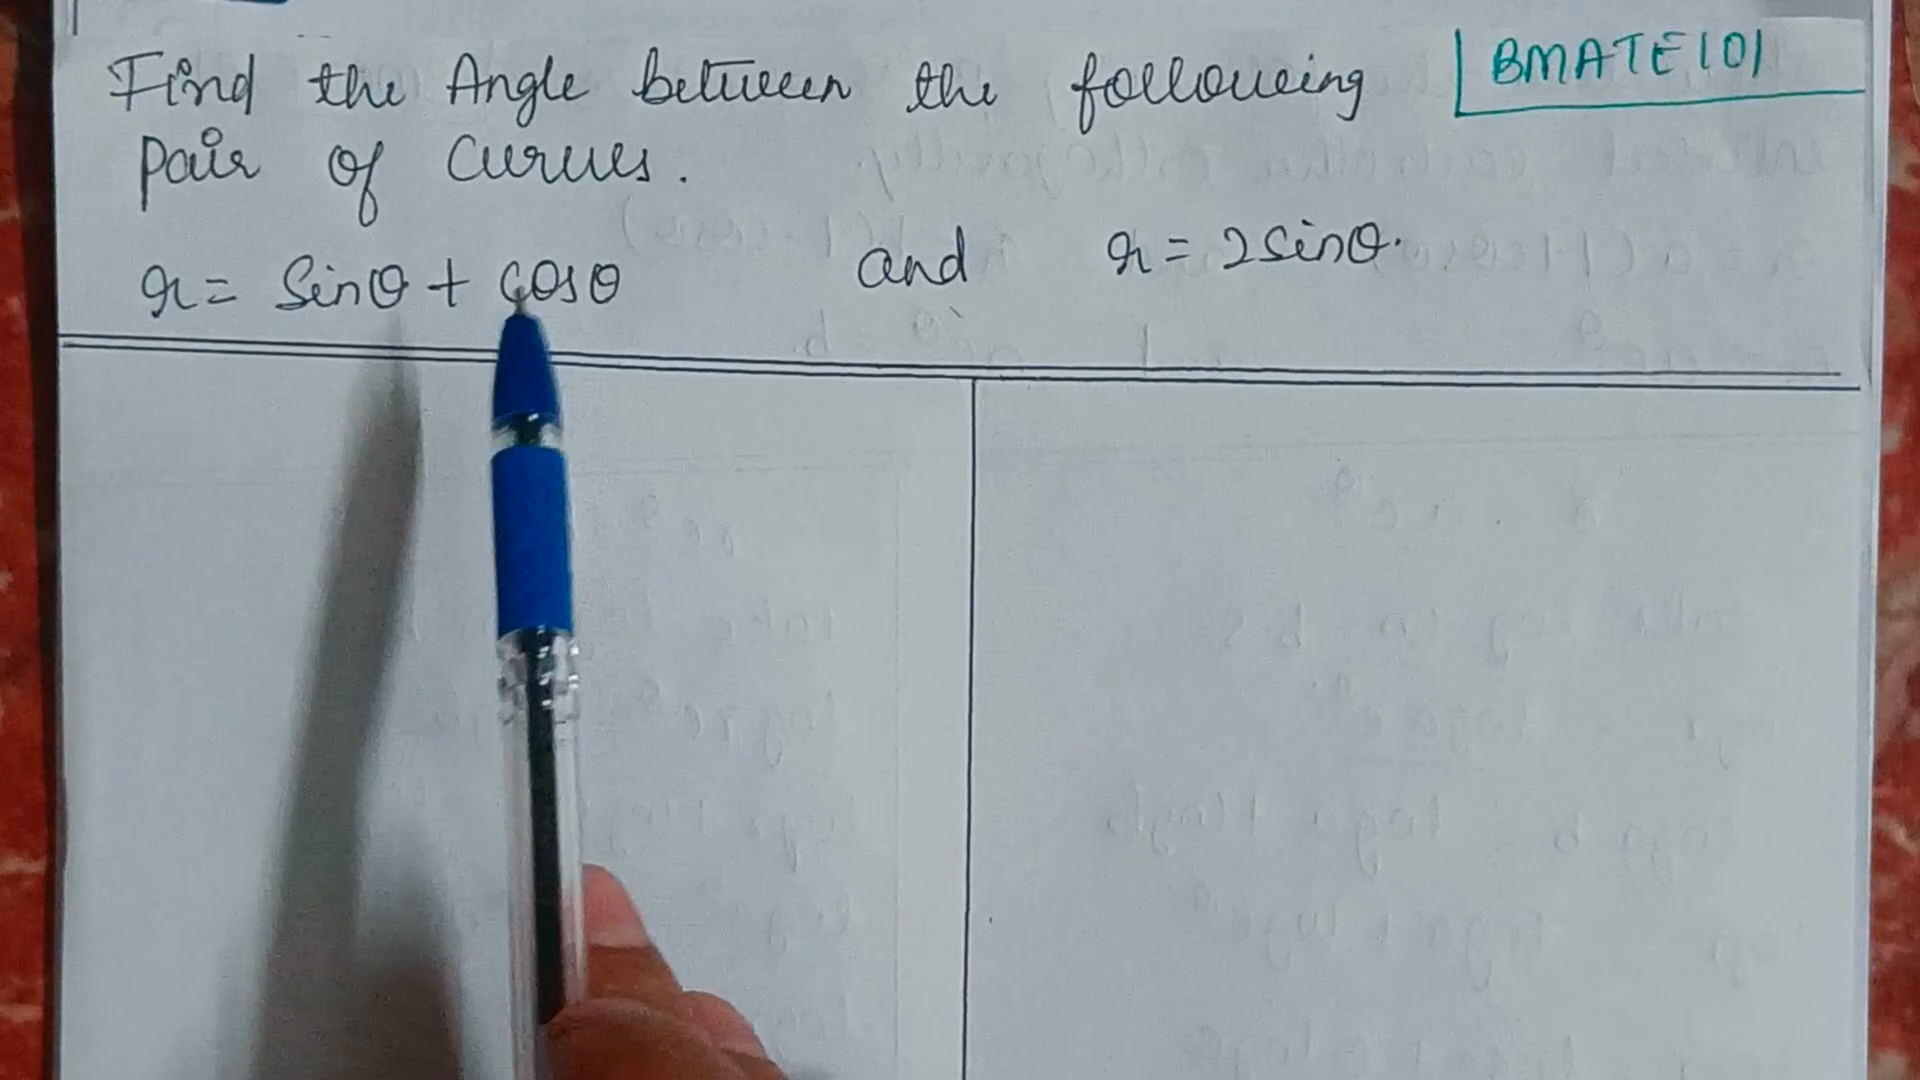 Find the Angle between the following
BMATE101
pair of curves.
r = Sinθ + cosθ and r = 2Sinθ.